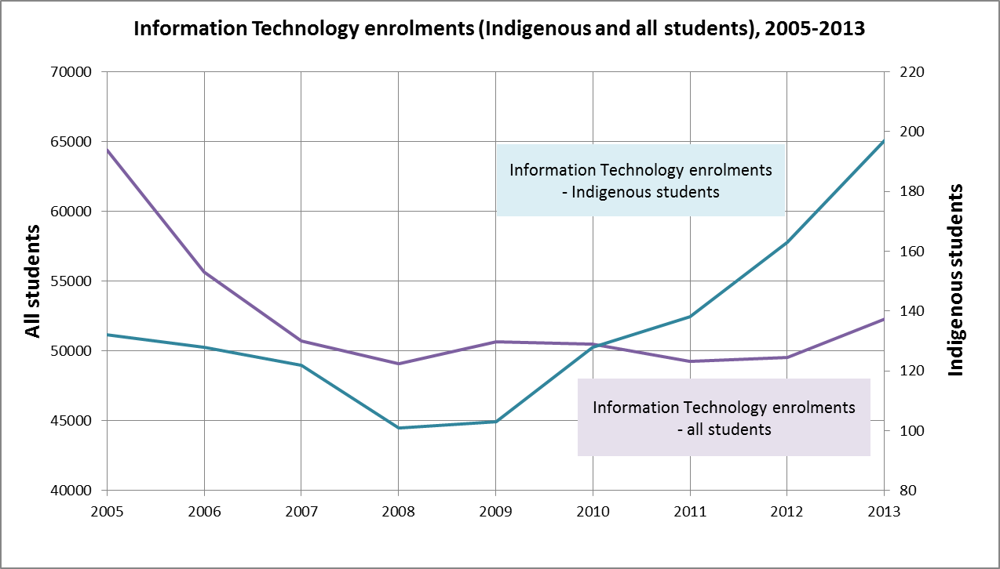 Information Technology enrolments (Indigenous and all students), 2005-2013
All students
70000
65000
60000
55000
50000
45000
40000
Information Technology enrolments
- Indigenous students
Information Technology enrolments
- all students
220
200
180
160
140
120
100
80
Indigenous students
2005 2006 2007 2008 2009 2010 2011 2012 2013